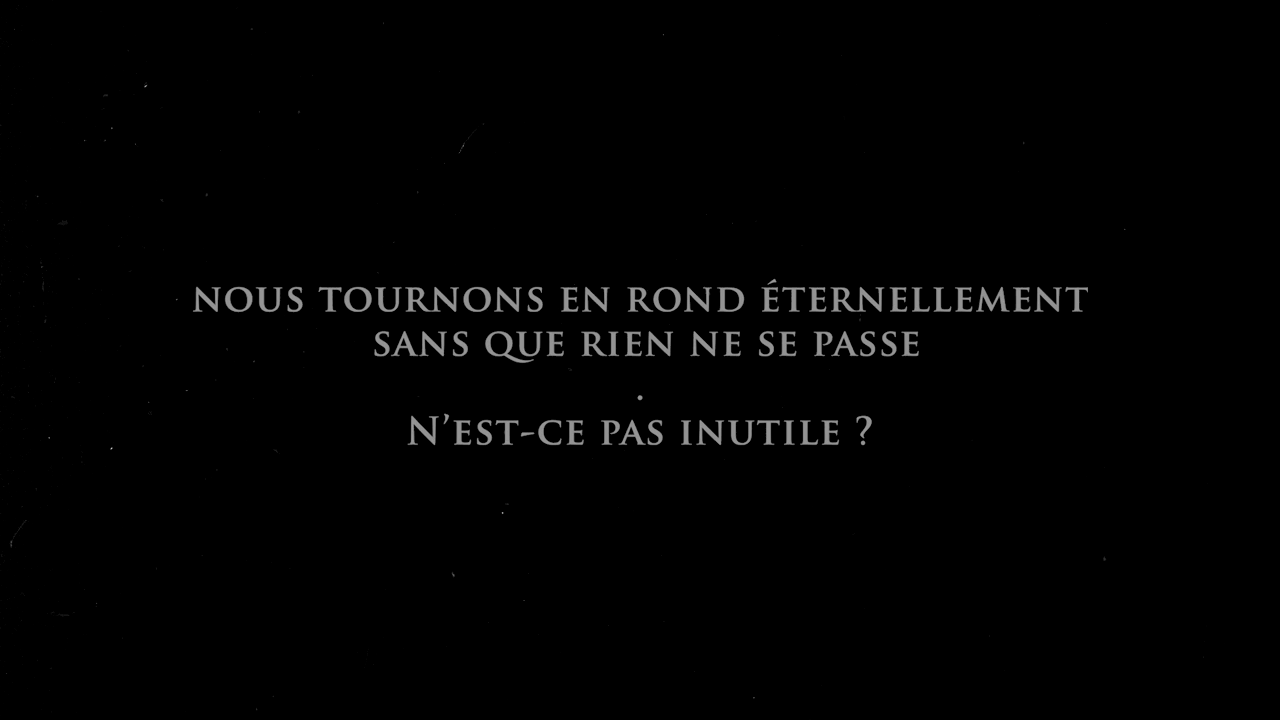 NOUS TOURNONS EN ROND ÉTERNELLEMENT
SANS QUE RIEN NE SE PASSE
.
N’EST-CE PAS INUTILE ?